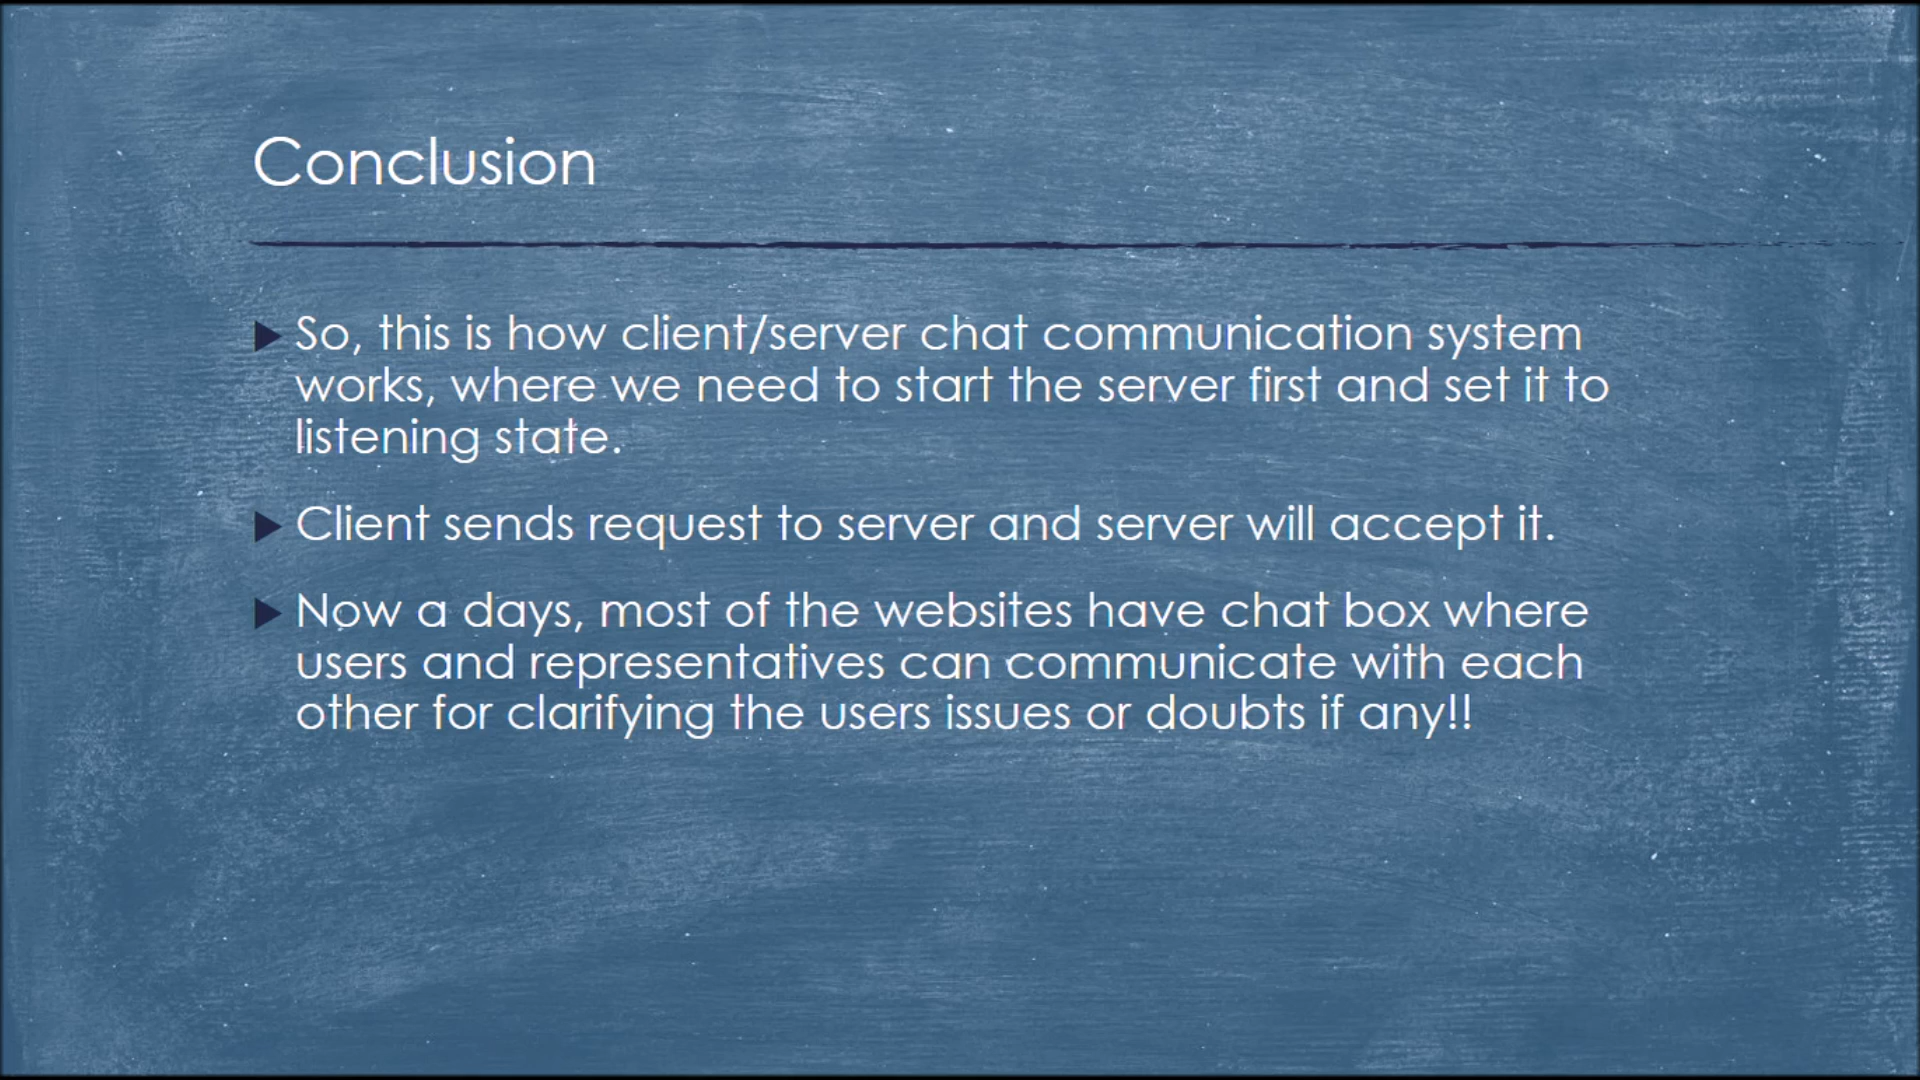 Conclusion
So, this is how client/server chat communication system
works, where we need to start the server first and set it to
listening state.
Client sends request to server and server will accept it.
Now a days, most of the websites have chat box where
users and representatives can communicate with each
other for clarifying the users issues or doubts if any!!